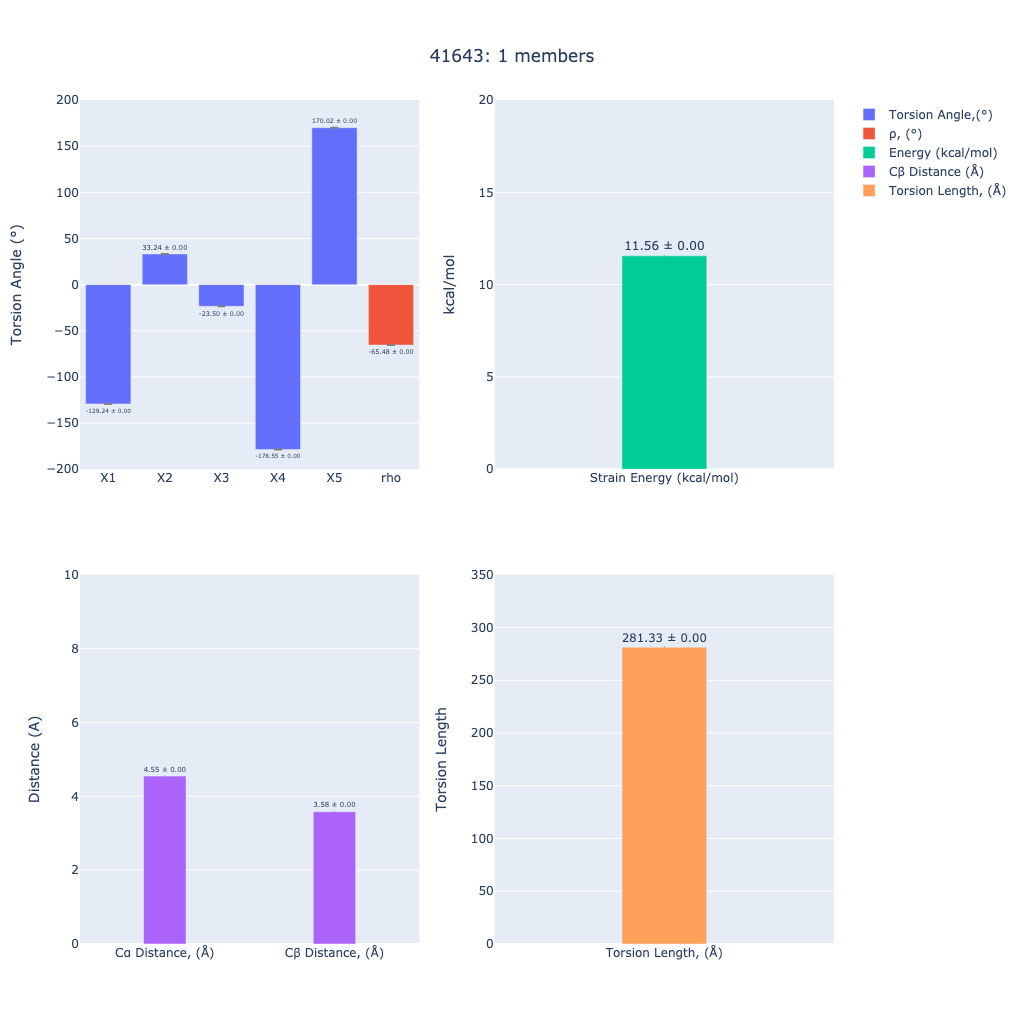 41643: 1 members
200
150
100
50
0
−50
−100
−150
−200
Torsion Angle (°)
-129.24 ± 0.00
33.24 ± 0.00
-23.50 ± 0.00
-178.55 ± 0.00
170.02 ± 0.00
-65.48 ± 0.00
X1 X2 X3 X4 X5 rho
20
15
10
5
0
kcal/mol
11.56 ± 0.00
Strain Energy (kcal/mol)
Torsion Angle,(°)
ρ, (°)
Energy (kcal/mol)
Cβ Distance (Å)
Torsion Length, (Å)
10
8
6
4
2
0
Distance (A)
4.55 ± 0.00
3.58 ± 0.00
Cα Distance, (Å) Cβ Distance, (Å)
350
300
250
200
150
100
50
0
Torsion Length
281.33 ± 0.00
Torsion Length, (Å)